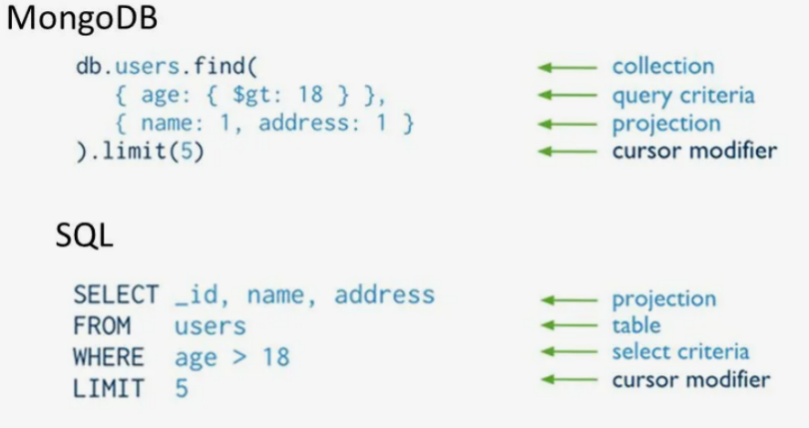 MongoDB
db.users.find( collection
{ age: { $gt: 18 } }, query criteria
{ name: 1, address: 1 } projection
).limit(5) cursor modifier
SQL
SELECT _id, name, address projection
FROM users table
WHERE age > 18 select criteria
LIMIT 5 cursor modifier